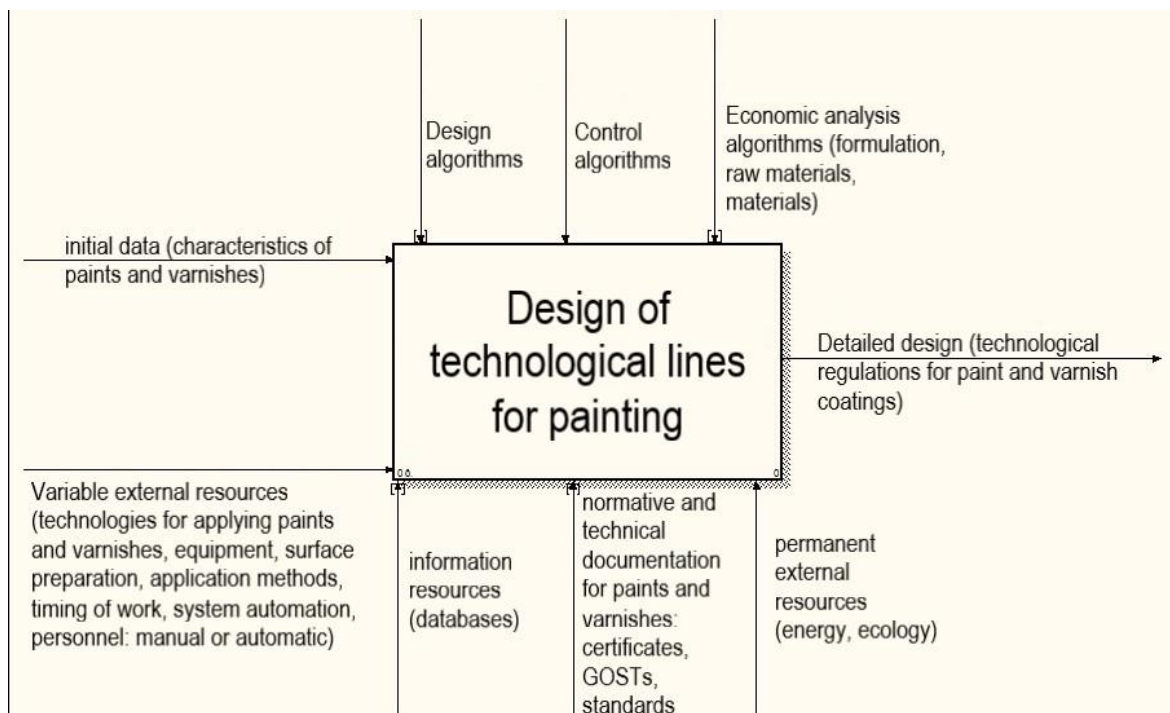 Design
algorithms
Control
algorithms
Economic analysis
algorithms (formulation,
raw materials,
materials)
initial data (characteristics of
paints and varnishes)
Design of
technological lines
for painting
Detailed design (technological
regulations for paint and varnish
coatings)
Variable external resources
(technologies for applying paints
and varnishes, equipment, surface
preparation, application methods,
timing of work, system automation,
personnel: manual or automatic)
information
resources
(databases)
normative and
technical
documentation
for paints and
varnishes:
certificates,
GOSTs,
standards
permanent
external
resources
(energy, ecology)